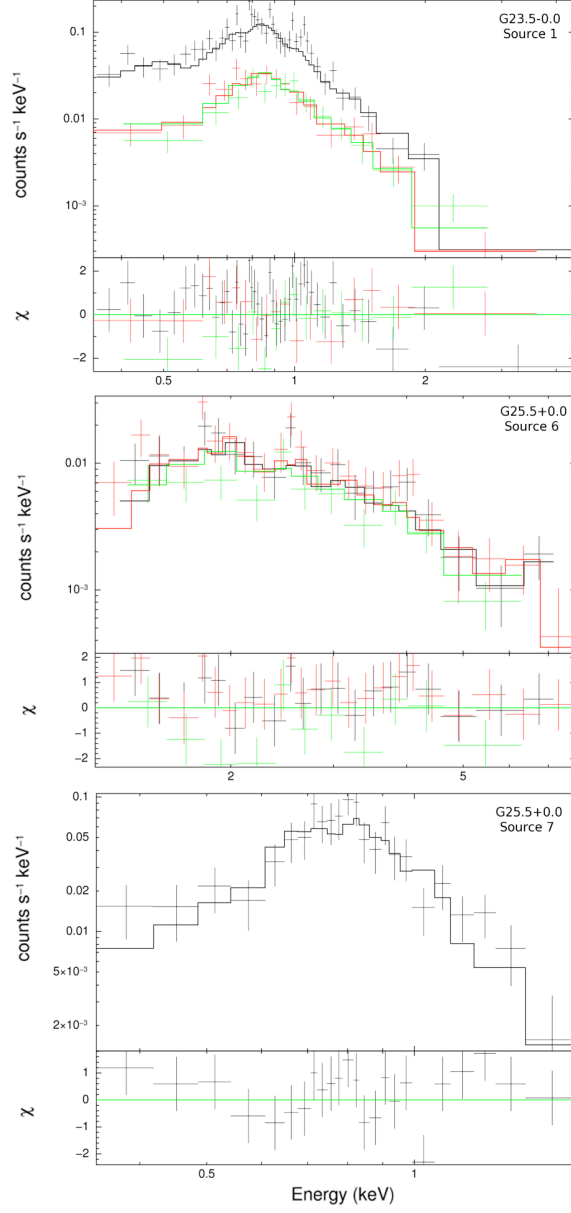 G23.5-0.0
Source 1
0.1
0.01
10⁻³
counts s⁻¹ keV⁻¹
2
0
−2
χ
0.5
1
2
G25.5+0.0
Source 6
0.01
10⁻³
counts s⁻¹ keV⁻¹
2
1
0
−1
−2
χ
2
5
G25.5+0.0
Source 7
0.1
0.05
0.02
0.01
5×10⁻³
2×10⁻³
counts s⁻¹ keV⁻¹
1
0
−1
−2
χ
0.5
1
Energy (keV)